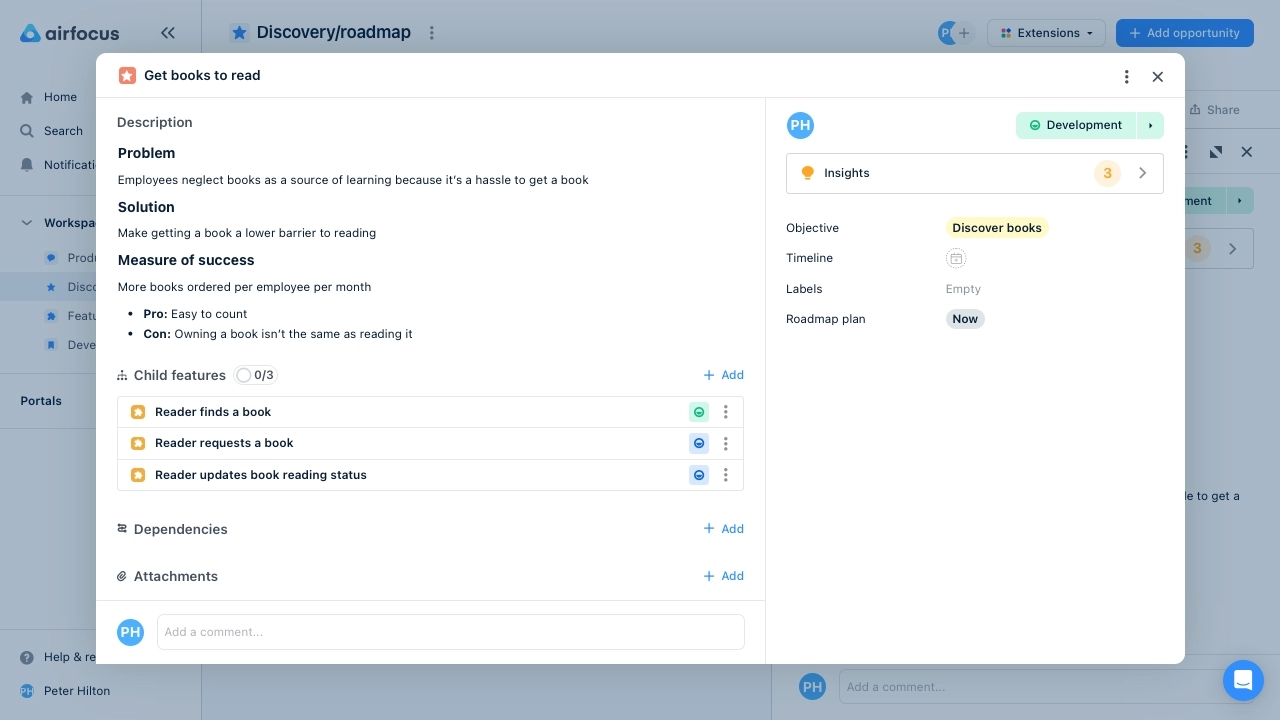 airfocus
Discovery/roadmap
Extensions
Add opportunity
Home
Search
Notificati
Workspa
Produ
Disco
Featu
Deve
Portals
Help & re
PH Peter Hilton
Share
ment
3
le to get a
PH Add a comment...
Get books to read
Description
Problem
Employees neglect books as a source of learning because it's a hassle to get a book
Solution
Make getting a book a lower barrier to reading
Measure of success
More books ordered per employee per month
• Pro: Easy to count
• Con: Owning a book isn't the same as reading it
Child features 0/3 + Add
Reader finds a book
Reader requests a book
Reader updates book reading status
Dependencies + Add
Attachments + Add
PH Add a comment...
PH Development
Insights 3
Objective Discover books
Timeline
Labels Empty
Roadmap plan Now